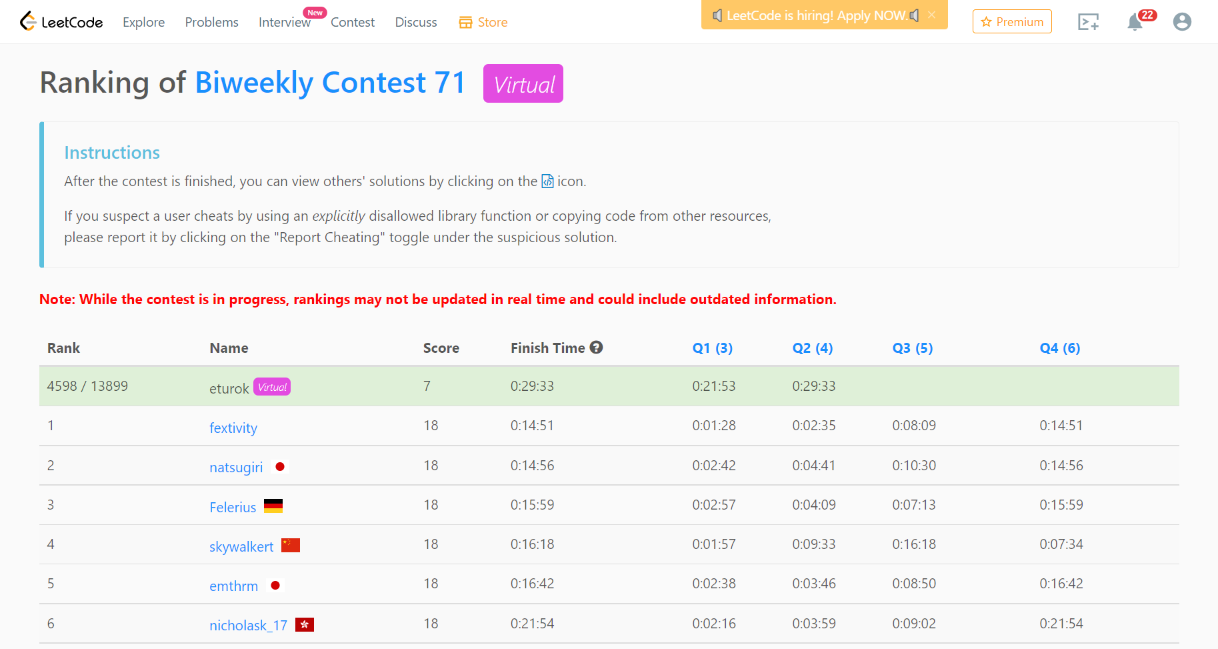 LeetCode Explore Problems Interview New Contest Discuss Store LeetCode is hiring! Apply NOW. × Premium 22
Ranking of Biweekly Contest 71 Virtual
Instructions
After the contest is finished, you can view others' solutions by clicking on the icon.
If you suspect a user cheats by using an explicitly disallowed library function or copying code from other resources,
please report it by clicking on the "Report Cheating" toggle under the suspicious solution.
Note: While the contest is in progress, rankings may not be updated in real time and could include outdated information.
Rank Name Score Finish Time Q1 (3) Q2 (4) Q3 (5) Q4 (6)
4598 / 13899 eturok Virtual 7 0:29:33 0:21:53 0:29:33
1 fextivity 18 0:14:51 0:01:28 0:02:35 0:08:09 0:14:51
2 natsugiri 18 0:14:56 0:02:42 0:04:41 0:10:30 0:14:56
3 Felerius 18 0:15:59 0:02:57 0:04:09 0:07:13 0:15:59
4 skywalkert 18 0:16:18 0:01:57 0:09:33 0:16:18 0:07:34
5 emthrm 18 0:16:42 0:02:38 0:03:46 0:08:50 0:16:42
6 nicholask_17 18 0:21:54 0:02:16 0:03:59 0:09:02 0:21:54